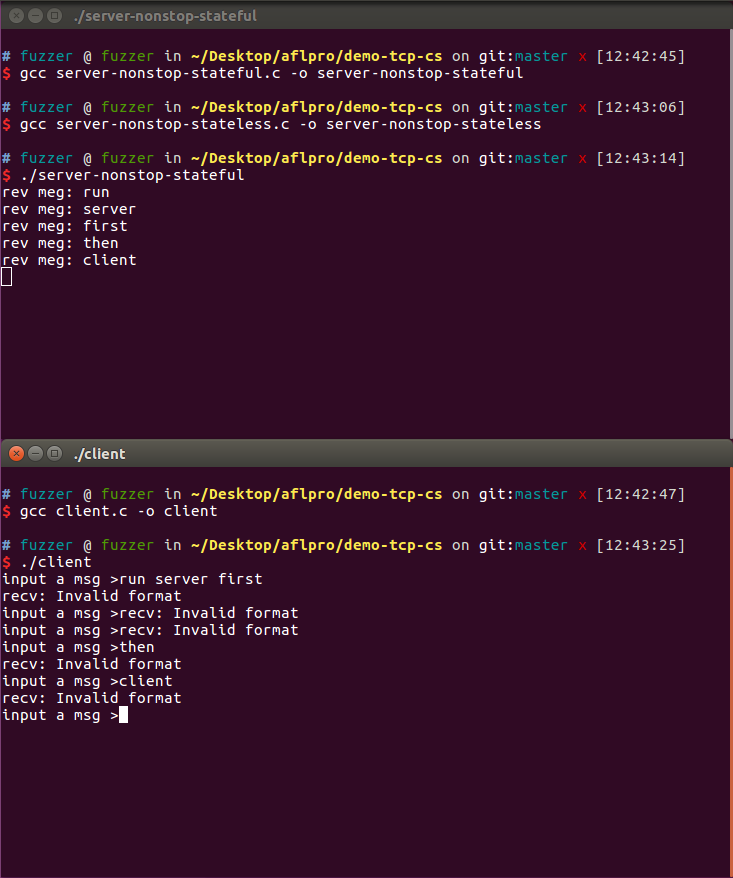 ./server-nonstop-stateful
# fuzzer @ fuzzer in ~/Desktop/aflpro/demo-tcp-cs on git:master x [12:42:45]
$ gcc server-nonstop-stateful.c -o server-nonstop-stateful
# fuzzer @ fuzzer in ~/Desktop/aflpro/demo-tcp-cs on git:master x [12:43:06]
$ gcc server-nonstop-stateless.c -o server-nonstop-stateless
# fuzzer @ fuzzer in ~/Desktop/aflpro/demo-tcp-cs on git:master x [12:43:14]
$ ./server-nonstop-stateful
rev meg: run
rev meg: server
rev meg: first
rev meg: then
rev meg: client
./client
# fuzzer @ fuzzer in ~/Desktop/aflpro/demo-tcp-cs on git:master x [12:42:47]
$ gcc client.c -o client
# fuzzer @ fuzzer in ~/Desktop/aflpro/demo-tcp-cs on git:master x [12:43:25]
$ ./client
input a msg >run server first
recv: Invalid format
input a msg >recv: Invalid format
input a msg >recv: Invalid format
input a msg >then
recv: Invalid format
input a msg >client
recv: Invalid format
input a msg >